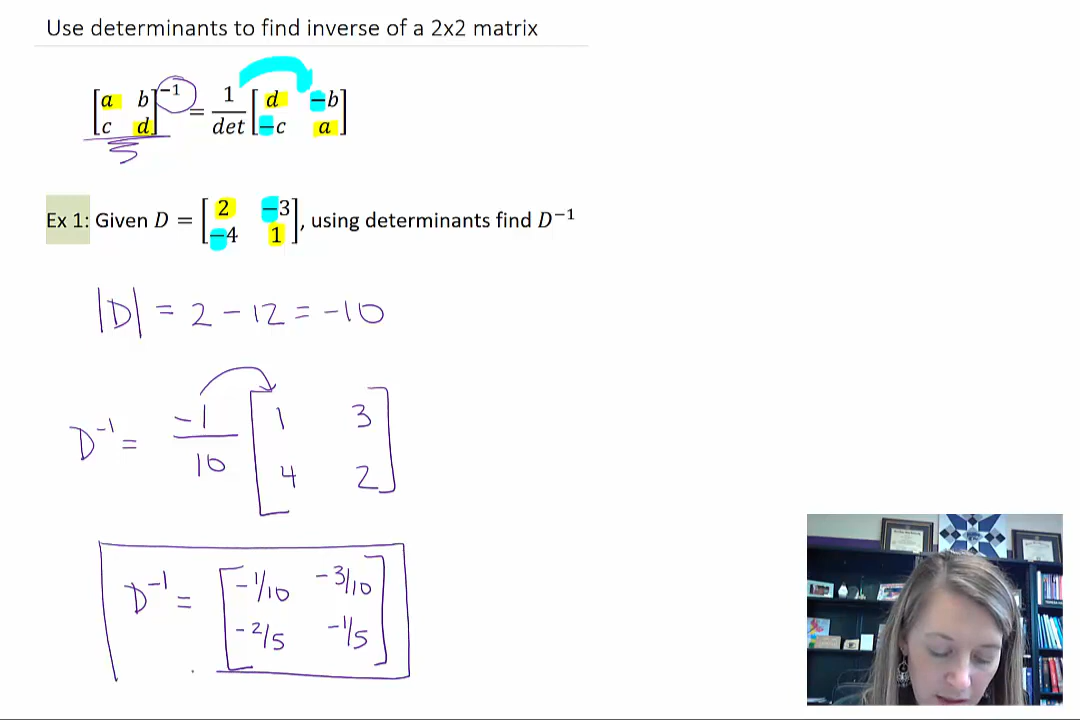 Use determinants to find inverse of a 2x2 matrix
[a b; c d]⁻¹ = 1/det [d −b; −c a]
Ex 1: Given D = [2 −3; −4 1], using determinants find D⁻¹
|D| = 2 - 12 = -10
D⁻¹ = -1/10 [1 3; 4 2]
D⁻¹ = [-1/10 -3/10; -2/5 -1/5]